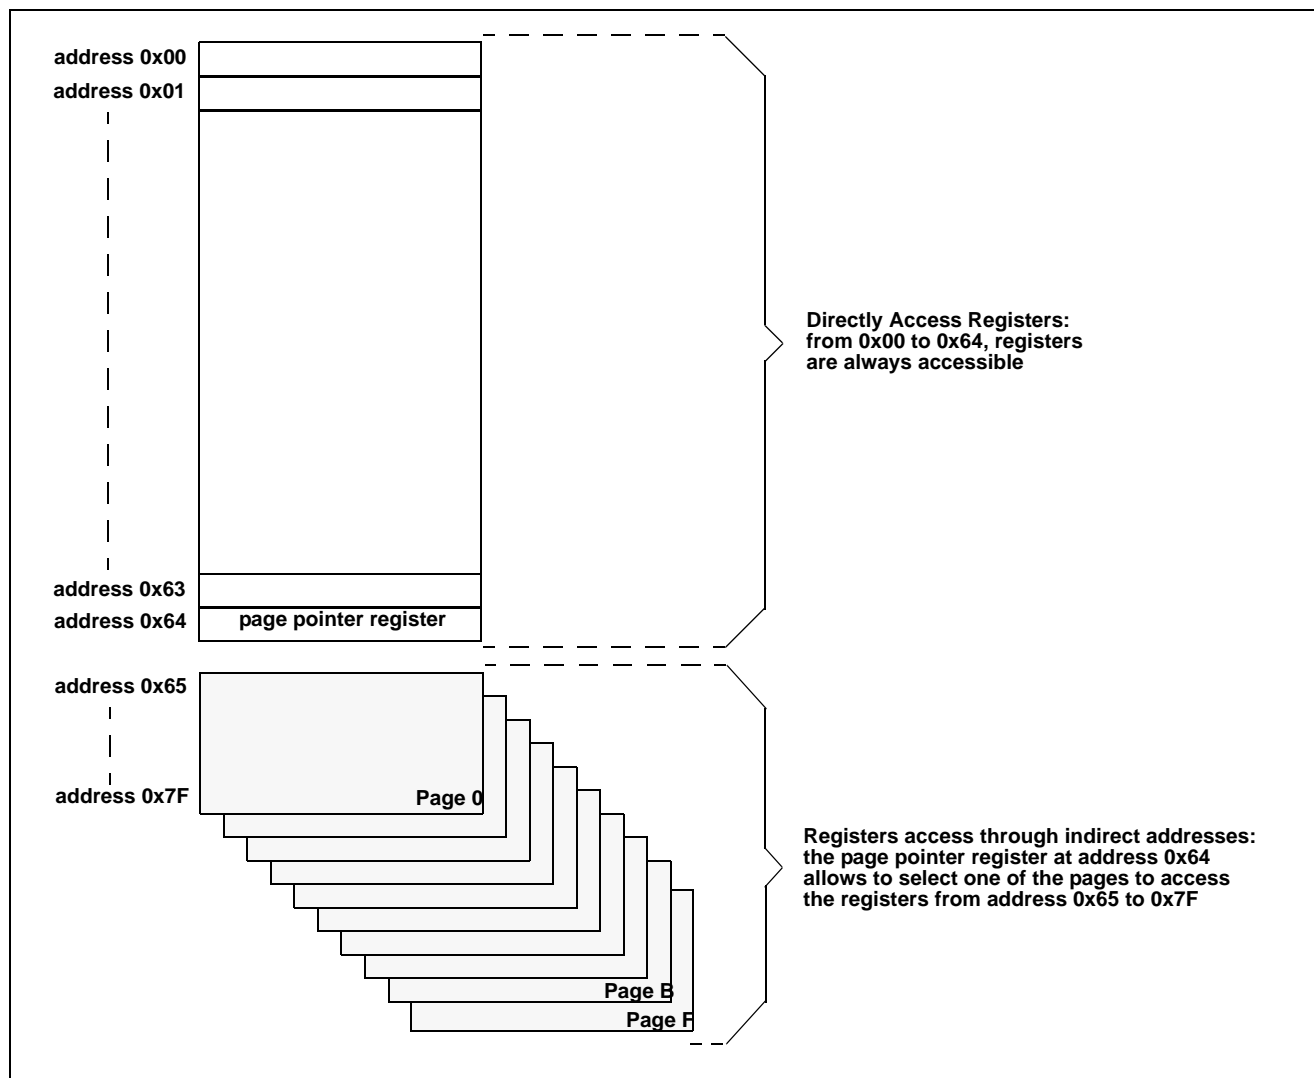 address 0x00
address 0x01
Directly Access Registers:
from 0x00 to 0x64, registers
are always accessible
address 0x63
address 0x64
page pointer register
address 0x65
address 0x7F
Page 0
Registers access through indirect addresses:
the page pointer register at address 0x64
allows to select one of the pages to access
the registers from address 0x65 to 0x7F
Page B
Page F